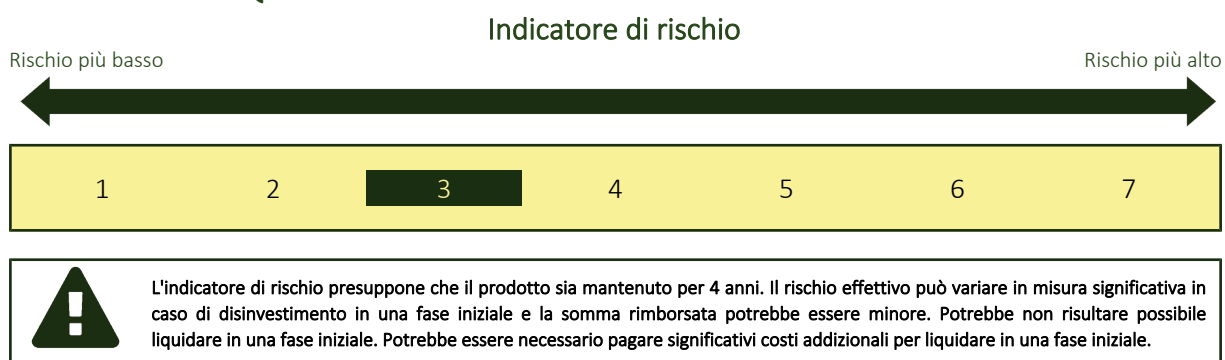 Indicatore di rischio
Rischio più basso
Rischio più alto
1 2 3 4 5 6 7
L'indicatore di rischio presuppone che il prodotto sia mantenuto per 4 anni. Il rischio effettivo può variare in misura significativa in
caso di disinvestimento in una fase iniziale e la somma rimborsata potrebbe essere minore. Potrebbe non risultare possibile
liquidare in una fase iniziale. Potrebbe essere necessario pagare significativi costi addizionali per liquidare in una fase iniziale.